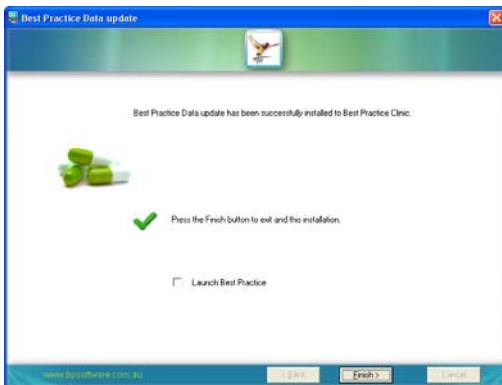 Best Practice Data update
Best Practice Data update has been successfully installed to Best Practice Clinic.
Press the Finish button to exit and this installation.
Launch Best Practice
www.bpsoftware.com.au
< Back
Finish >
Cancel